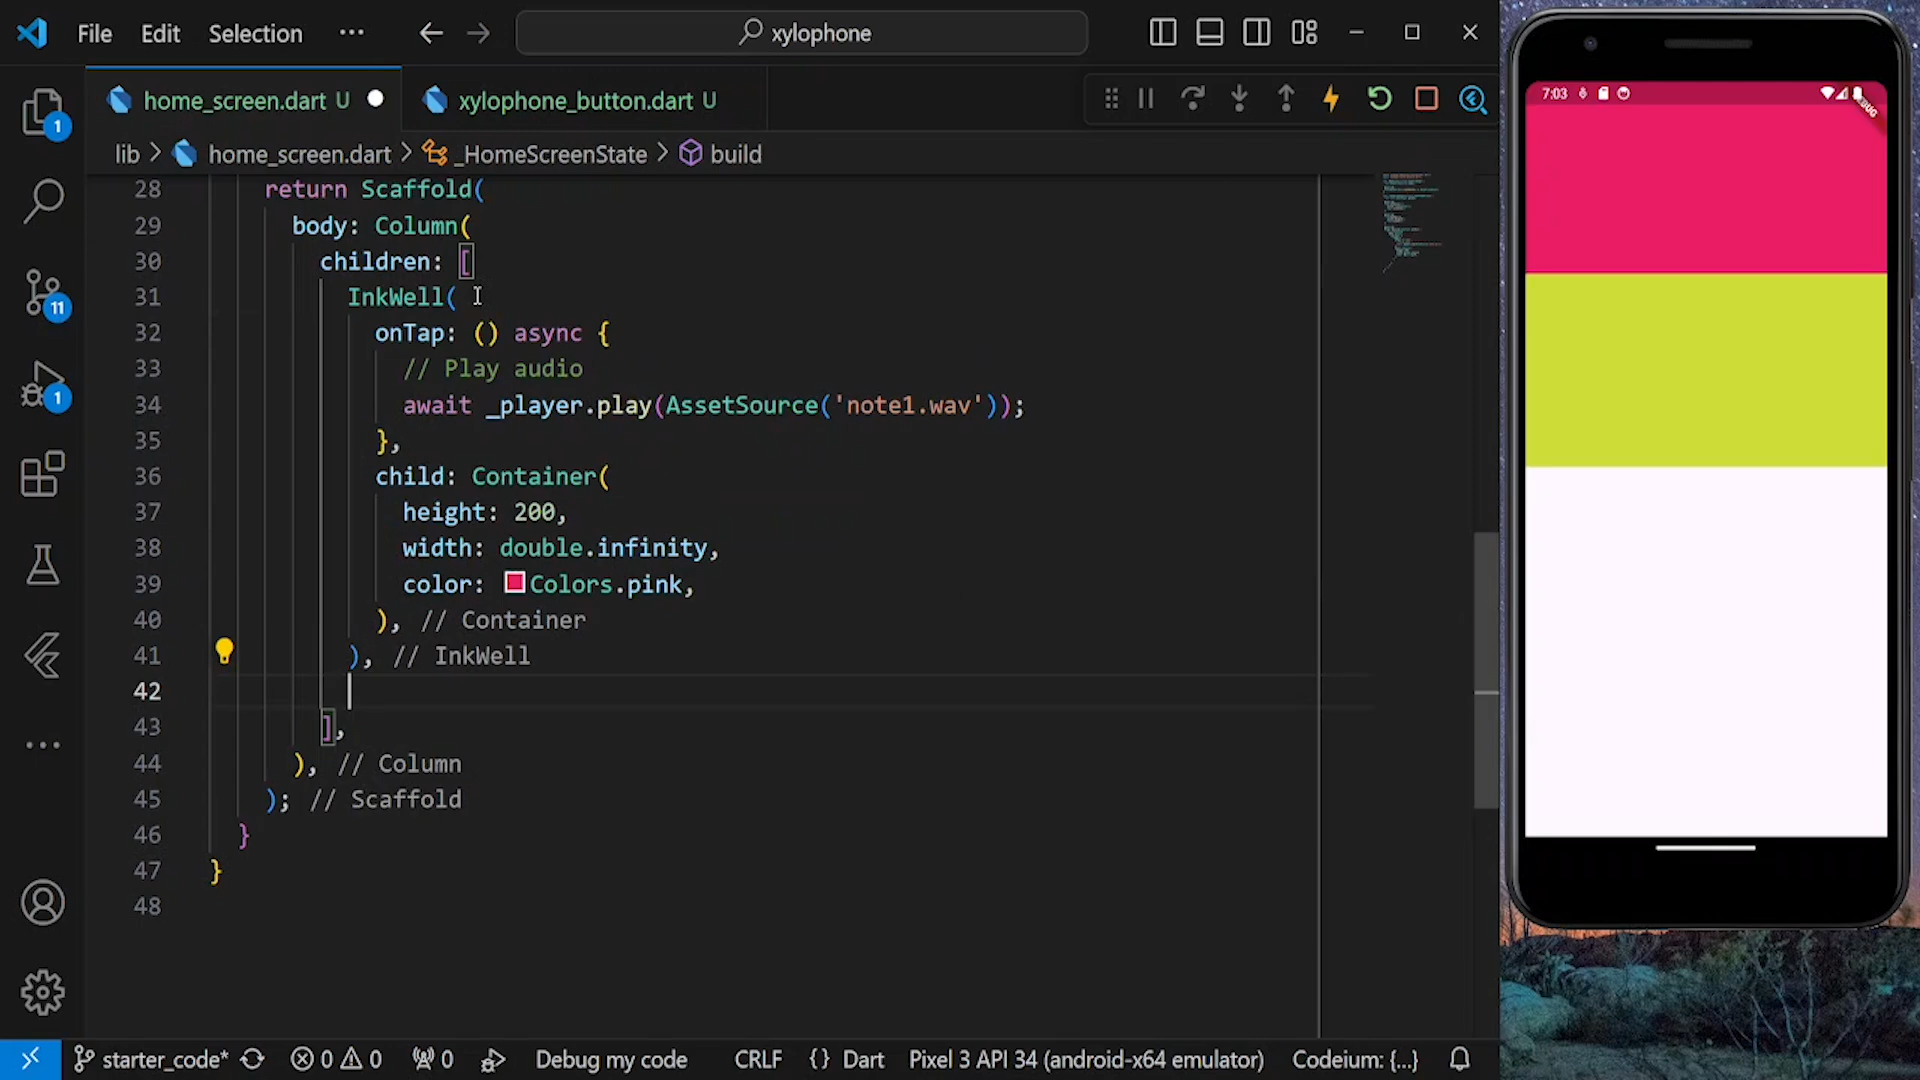 File Edit Selection ··· xylophone
home_screen.dart U xylophone_button.dart U
lib > home_screen.dart > _HomeScreenState > build
28 return Scaffold(
29 body: Column(
30 children: [
31 InkWell(
32 onTap: () async {
33 // Play audio
34 await _player.play(AssetSource('note1.wav'));
35 },
36 child: Container(
37 height: 200,
38 width: double.infinity,
39 color: Colors.pink,
40 ), // Container
41 ), // InkWell
42
43 ],
44 ), // Column
45 ); // Scaffold
46 }
47 }
48
1
11
1
starter_code* 0 0 0 Debug my code CRLF {} Dart Pixel 3 API 34 (android-x64 emulator) Codeium: {...}
7:03
DEBUG